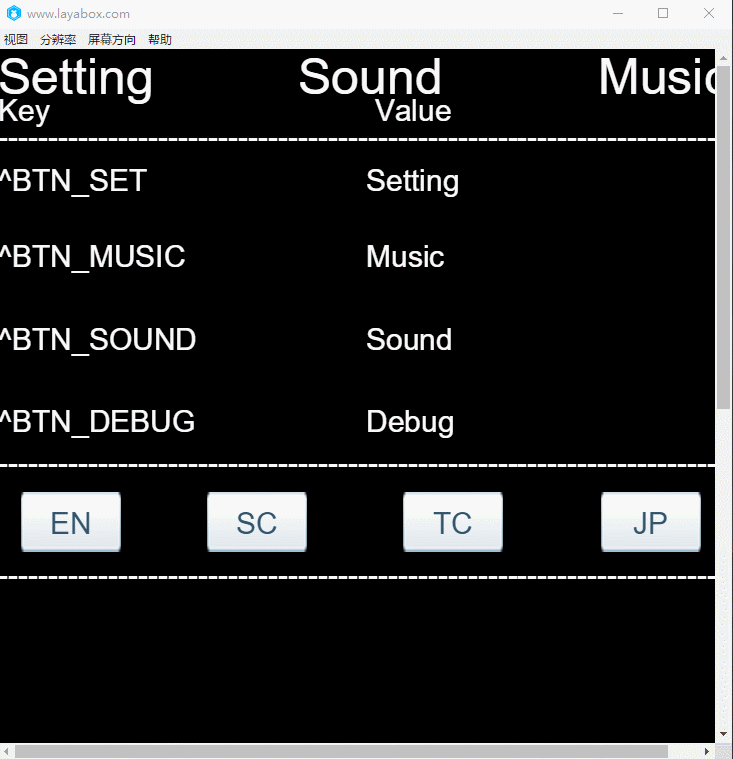 www.layabox.com
视图 分辨率 屏幕方向 帮助
Setting Sound Music
Key Value
^BTN_SET Setting
^BTN_MUSIC Music
^BTN_SOUND Sound
^BTN_DEBUG Debug
EN SC TC JP